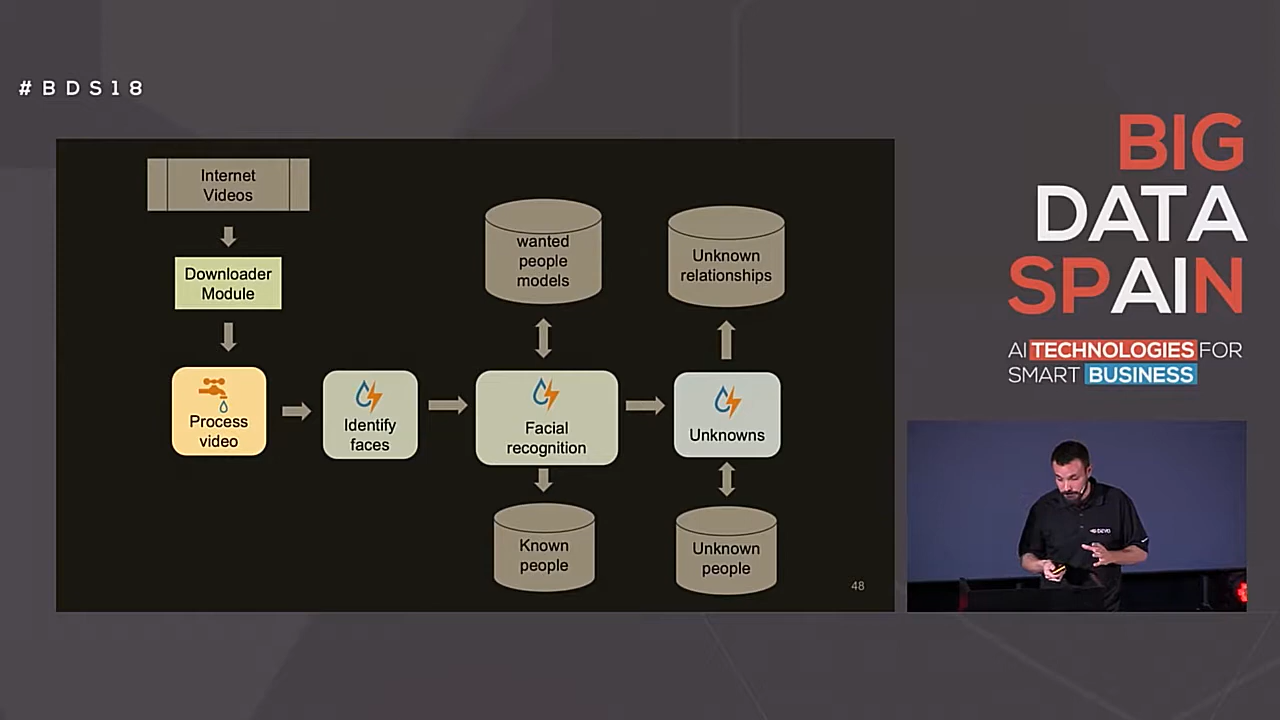 #BDS18
BIG
DATA
SPAIN
AI TECHNOLOGIES FOR
SMART BUSINESS
Internet
Videos
Downloader
Module
Process
video
Identify
faces
wanted
people
models
Facial
recognition
Known
people
Unknown
relationships
Unknowns
Unknown
people
48